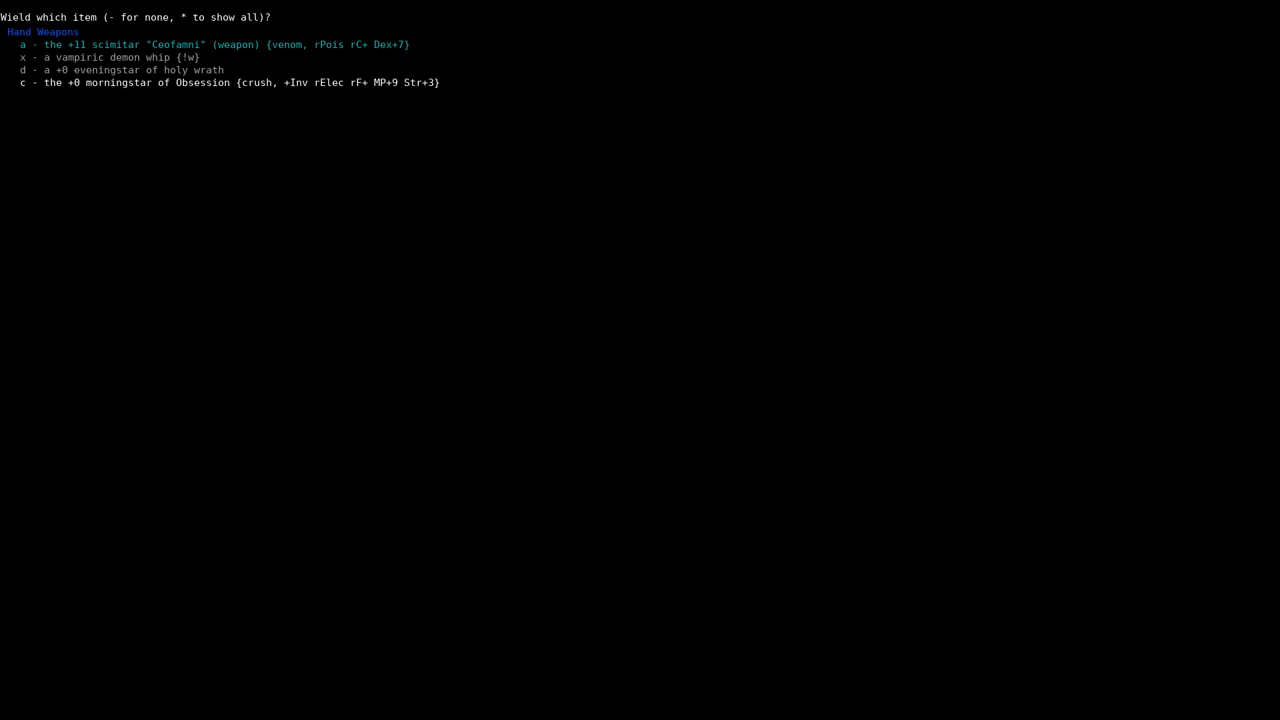 Wield which item (- for none, * to show all)?
Hand Weapons
a - the +11 scimitar "Ceofamni" (weapon) {venom, rPois rC+ Dex+7}
x - a vampiric demon whip {!w}
d - a +0 eveningstar of holy wrath
c - the +0 morningstar of Obsession {crush, +Inv rElec rF+ MP+9 Str+3}